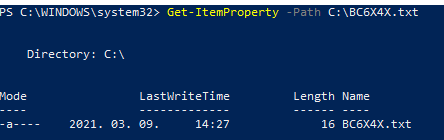 PS C:\WINDOWS\system32> Get-ItemProperty -Path C:\BC6X4X.txt
Directory: C:\
Mode LastWriteTime Length Name
---- ------------- ------ ----
-a---- 2021. 03. 09. 14:27 16 BC6X4X.txt